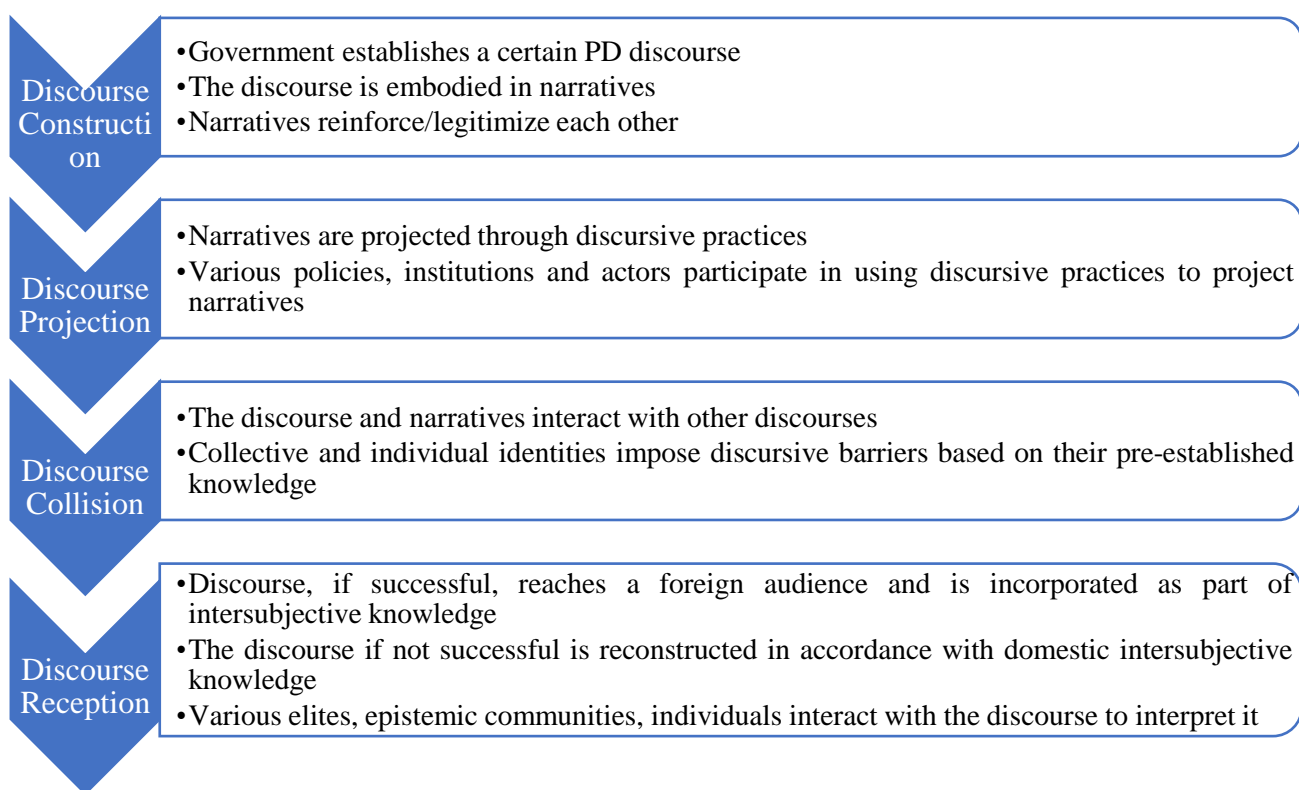 Discourse
Constructi
on
•Government establishes a certain PD discourse
•The discourse is embodied in narratives
•Narratives reinforce/legitimize each other
Discourse
Projection
•Narratives are projected through discursive practices
•Various policies, institutions and actors participate in using discursive practices to project
narratives
Discourse
Collision
•The discourse and narratives interact with other discourses
•Collective and individual identities impose discursive barriers based on their pre-established
knowledge
Discourse
Reception
•Discourse, if successful, reaches a foreign audience and is incorporated as part of
intersubjective knowledge
•The discourse if not successful is reconstructed in accordance with domestic intersubjective
knowledge
•Various elites, epistemic communities, individuals interact with the discourse to interpret it